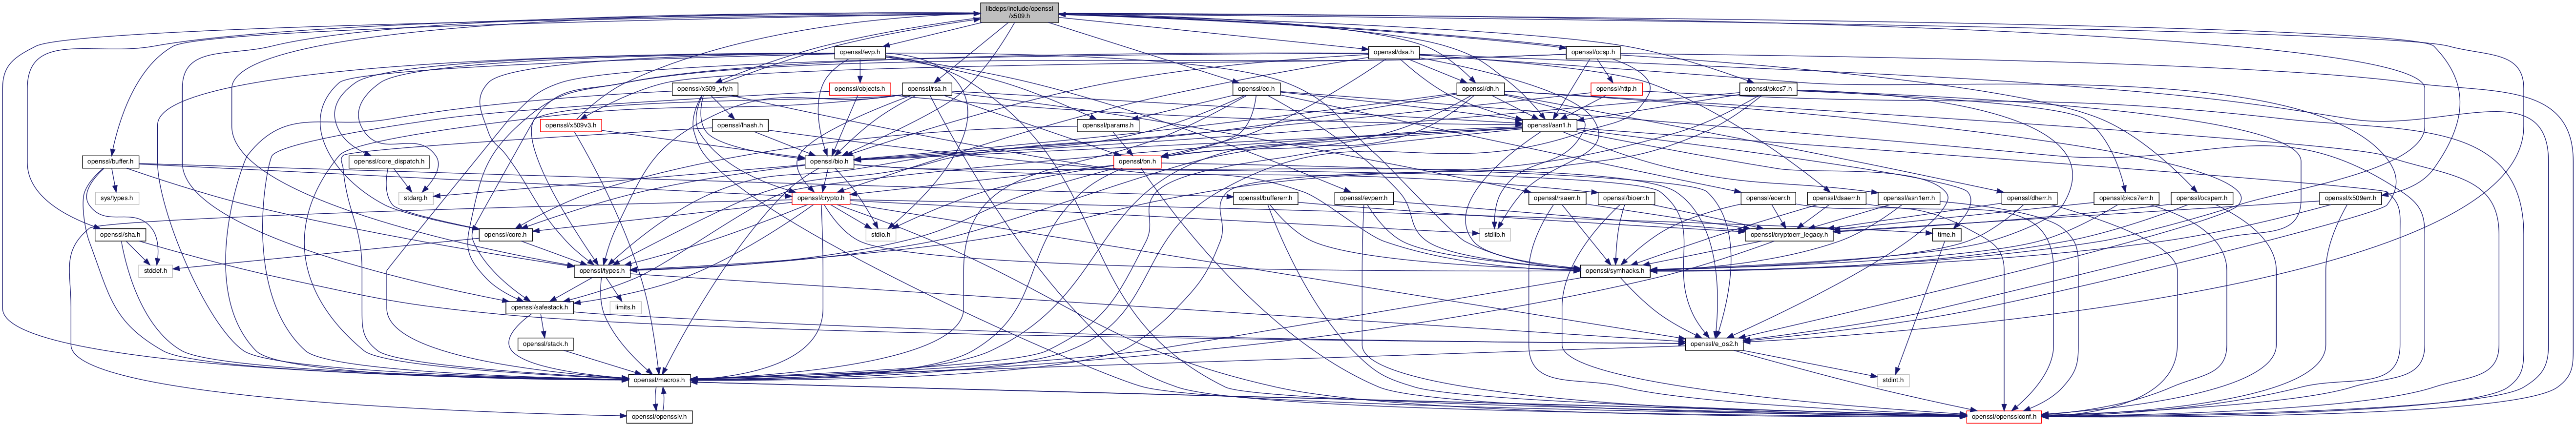 libdeps/include/openssl
/x509.h
openssl/evp.h
openssl/dsa.h
openssl/ocsp.h
openssl/x509_vfy.h
openssl/objects.h
openssl/rsa.h
openssl/ec.h
openssl/dh.h
openssl/http.h
openssl/pkcs7.h
openssl/x509v3.h
openssl/lhash.h
openssl/params.h
openssl/asn1.h
openssl/buffer.h
openssl/core_dispatch.h
openssl/bio.h
openssl/bn.h
sys/types.h
stdarg.h
openssl/crypto.h
openssl/buffererr.h
openssl/evperr.h
openssl/rsaerr.h
openssl/bioerr.h
openssl/ecerr.h
openssl/dsaerr.h
openssl/asn1err.h
openssl/dherr.h
openssl/pkcs7err.h
openssl/ocsperr.h
openssl/x509err.h
openssl/sha.h
openssl/core.h
stdio.h
stdlib.h
openssl/cryptoerr_legacy.h
time.h
stddef.h
openssl/types.h
openssl/symhacks.h
openssl/safestack.h
limits.h
openssl/stack.h
openssl/e_os2.h
openssl/macros.h
stdint.h
openssl/opensslv.h
openssl/opensslconf.h